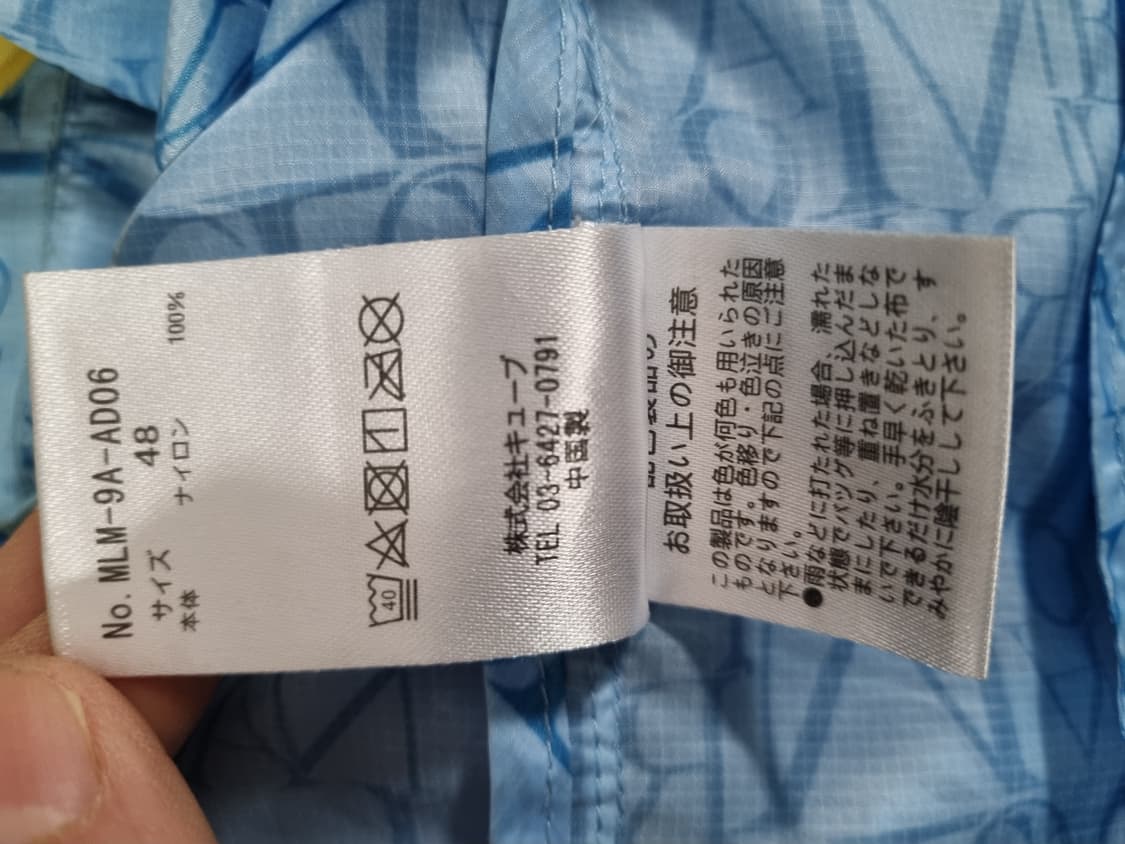 No. MLM-9A-AD06
サイズ 48
本体 ナイロン 100%
40
株式会社キューブ
TEL 03-6427-0791
中国製
お取扱い上の御注意
この製品は色が何色も用いられた
ものです。色移り・色泣きの原因
となりますので下記の点にご注意
下さい。
●雨などに打たれた場合、濡れた
状態でバッグ等に押し込んだま
まにしたり、重ね置きなどしな
いで下さい。手早く乾いた布で
できるだけ水分をふきとり、す
みやかに陰干しして下さい。